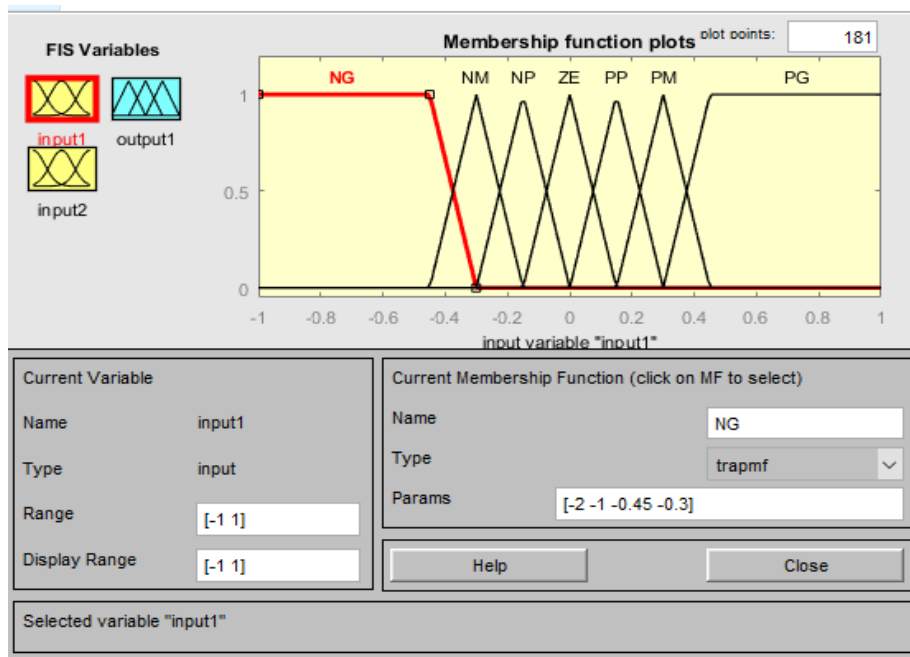 FIS Variables
Membership function plots
plot points:
181
input1
output1
input2
NG
NM
NP
ZE
PP
PM
PG
1
0.5
0
-1
-0.8
-0.6
-0.4
-0.2
0
0.2
0.4
0.6
0.8
1
input variable "input1"
Current Variable
Name
input1
Type
input
Range
[-1 1]
Display Range
[-1 1]
Current Membership Function (click on MF to select)
Name
NG
Type
trapmf
Params
[-2 -1 -0.45 -0.3]
Help
Close
Selected variable "input1"